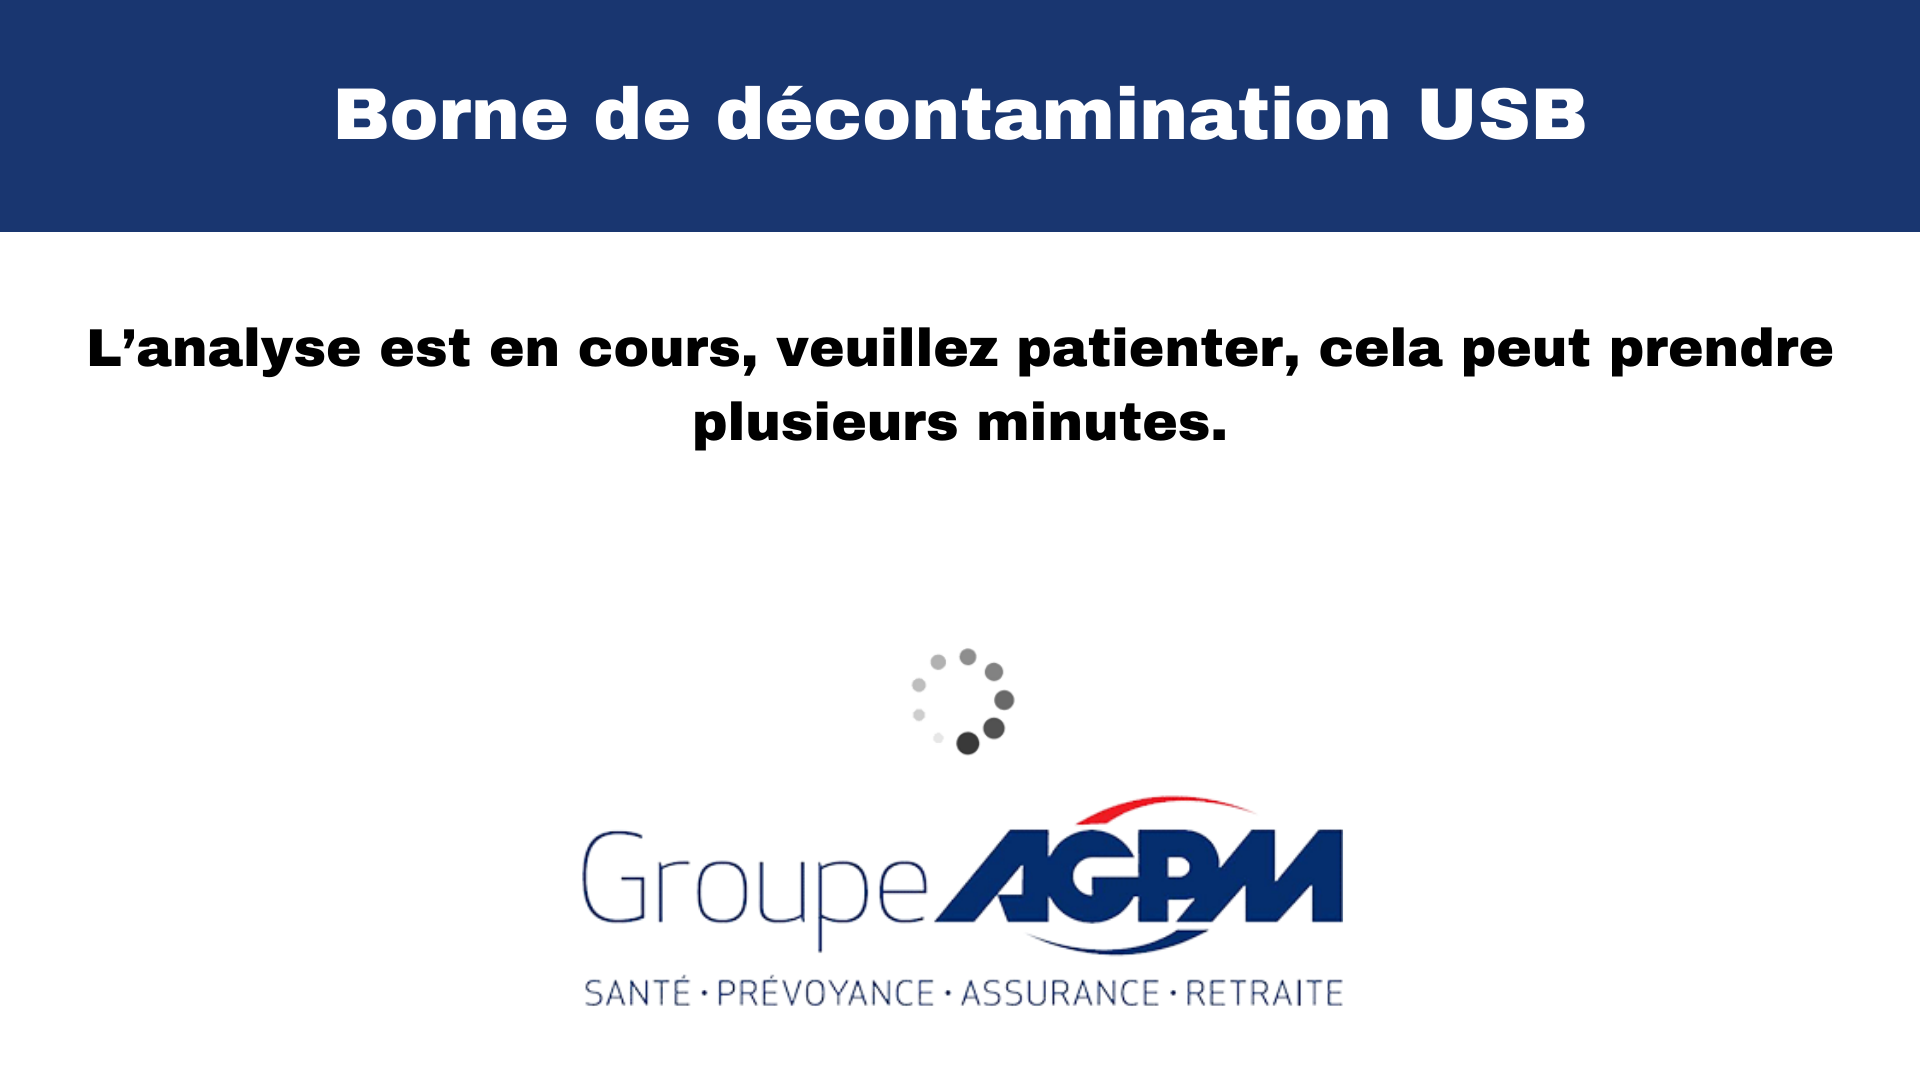 Borne de décontamination USB
L’analyse est en cours, veuillez patienter, cela peut prendre
plusieurs minutes.
Groupe AGPM
SANTÉ · PRÉVOYANCE · ASSURANCE · RETRAITE